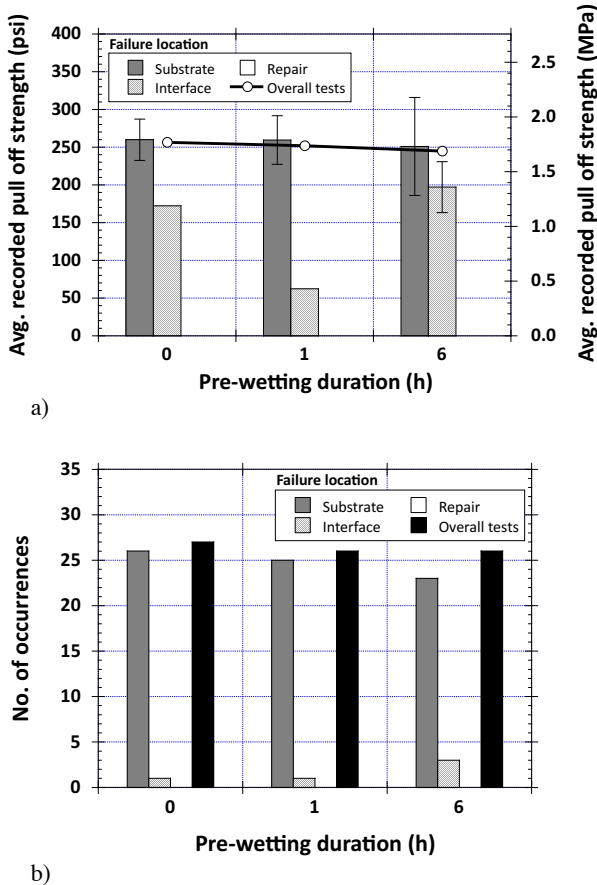 Avg. recorded pull off strength (psi)
400
350
300
250
200
150
100
50
0
Failure location
Substrate
Repair
Interface
Overall tests
2.5
2.0
1.5
1.0
0.5
0.0
Avg. recorded pull off strength (MPa)
0
1
6
Pre-wetting duration (h)
a)
No. of occurrences
35
30
25
20
15
10
5
0
Failure location
Substrate
Repair
Interface
Overall tests
0
1
6
Pre-wetting duration (h)
b)